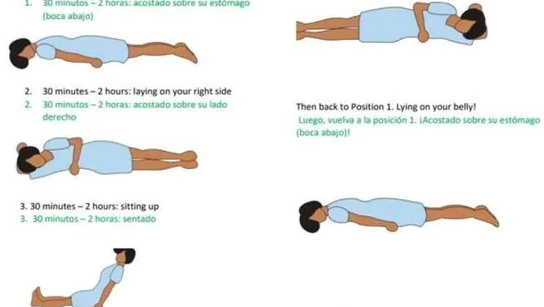 1. 30 minutos – 2 horas: acostado sobre su estómago
(boca abajo)
2. 30 minutes – 2 hours: laying on your right side
2. 30 minutos – 2 horas: acostado sobre su lado
derecho
3. 30 minutes – 2 hours: sitting up
3. 30 minutos – 2 horas: sentado
Then back to Position 1. Lying on your belly!
Luego, vuelva a la posición 1. ¡Acostado sobre su estómago
(boca abajo)!